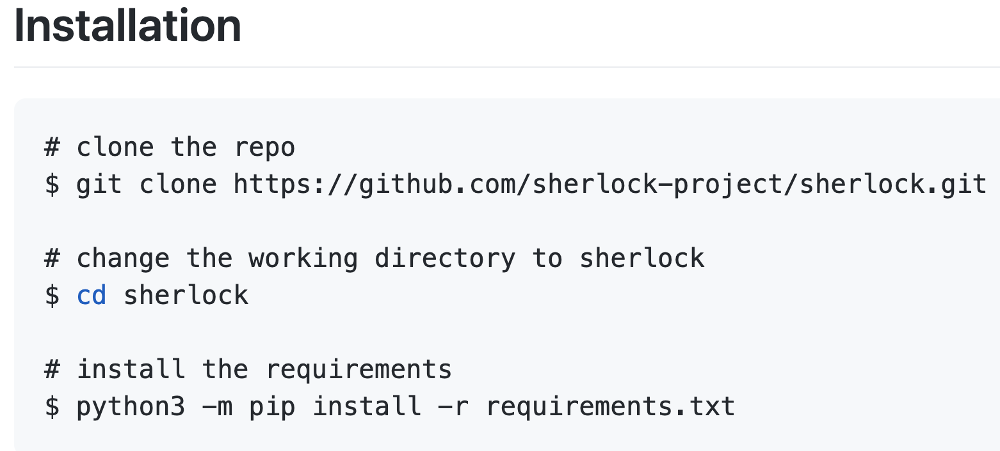 Installation
# clone the repo
$ git clone https://github.com/sherlock-project/sherlock.git
# change the working directory to sherlock
$ cd sherlock
# install the requirements
$ python3 -m pip install -r requirements.txt